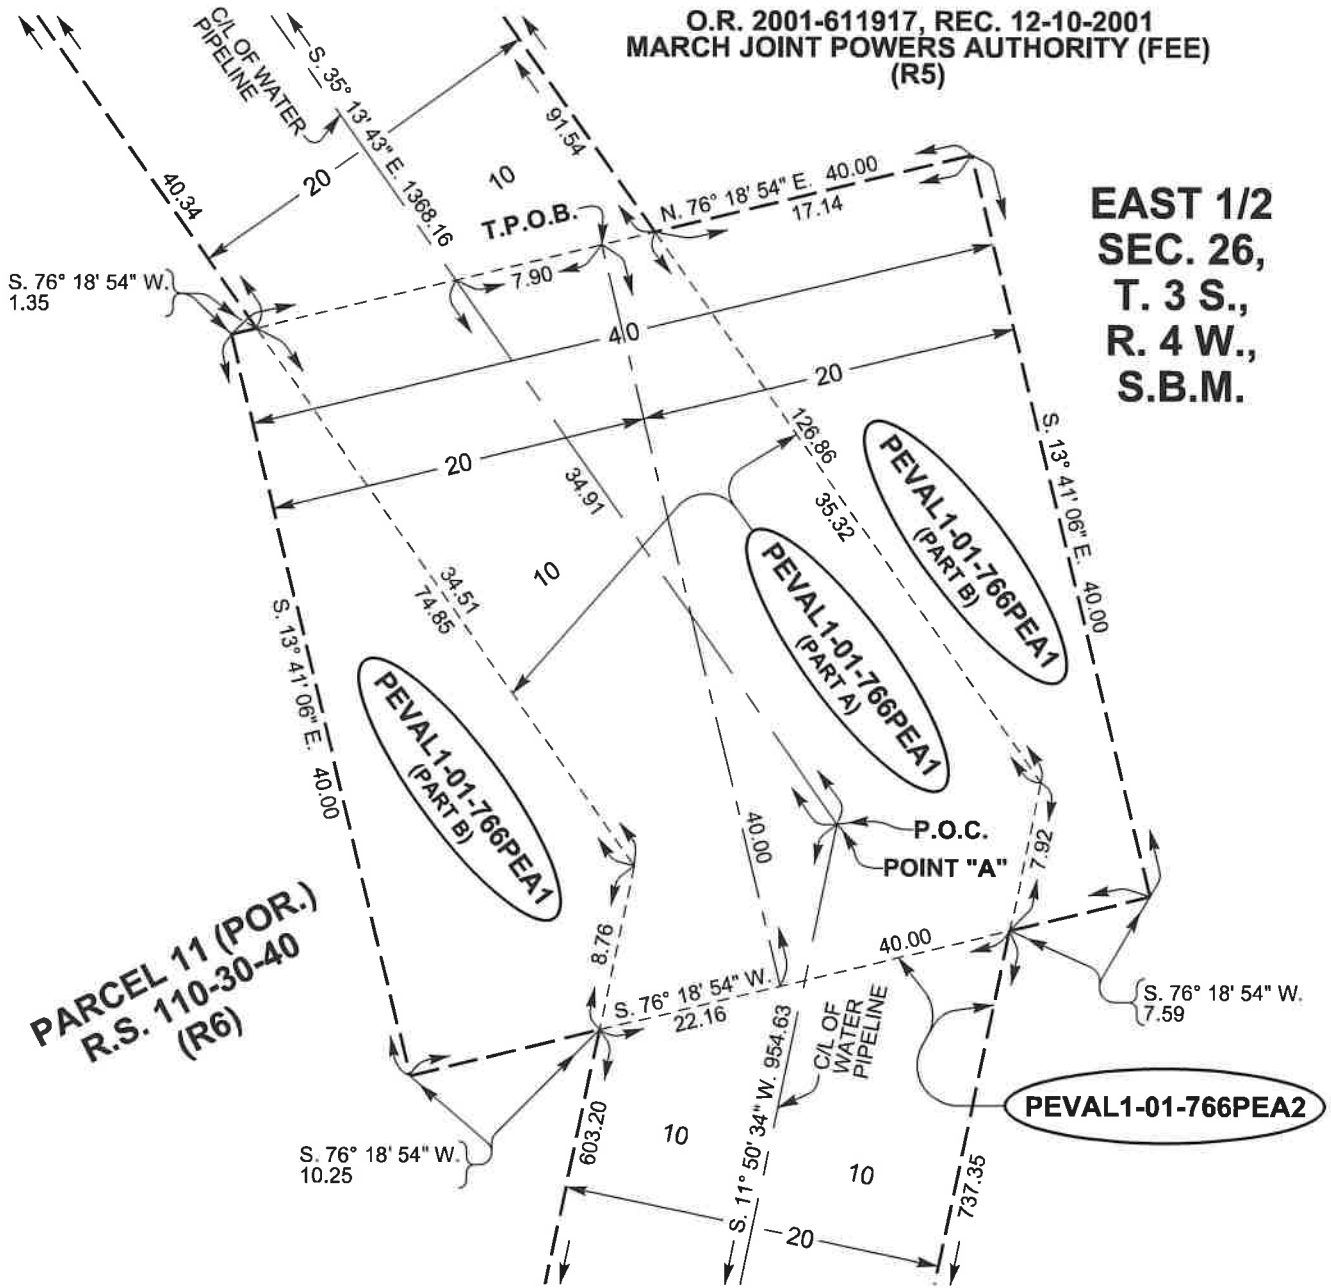 O.R. 2001-611917, REC. 12-10-2001
MARCH JOINT POWERS AUTHORITY (FEE)
(R5)
C/L OF WATER
PIPELINE
S. 35° 13' 43" E. 1368.16
20
10
91.54
40.34
T.P.O.B.
N. 76° 18' 54" E. 40.00
17.14
EAST 1/2
SEC. 26,
T. 3 S.,
R. 4 W.,
S.B.M.
S. 76° 18' 54" W.
1.35
7.90
40
20
20
126.86
35.32
34.91
S. 13° 41' 06" E. 40.00
PEVAL1-01-766PEA1
(PART B)
10
34.51
74.85
PEVAL1-01-766PEA1
(PART A)
S. 13° 41' 06" E. 40.00
PEVAL1-01-766PEA1
(PART B)
40.00
P.O.C.
POINT "A"
7.92
PARCEL 11 (POR.)
R.S. 110-30-40
(R6)
8.76
S. 76° 18' 54" W.
22.16
40.00
S. 76° 18' 54" W.
7.59
C/L OF
WATER
PIPELINE
S. 11° 50' 34" W. 954.63
PEVAL1-01-766PEA2
603.20
10
10
S. 76° 18' 54" W.
10.25
737.35
20